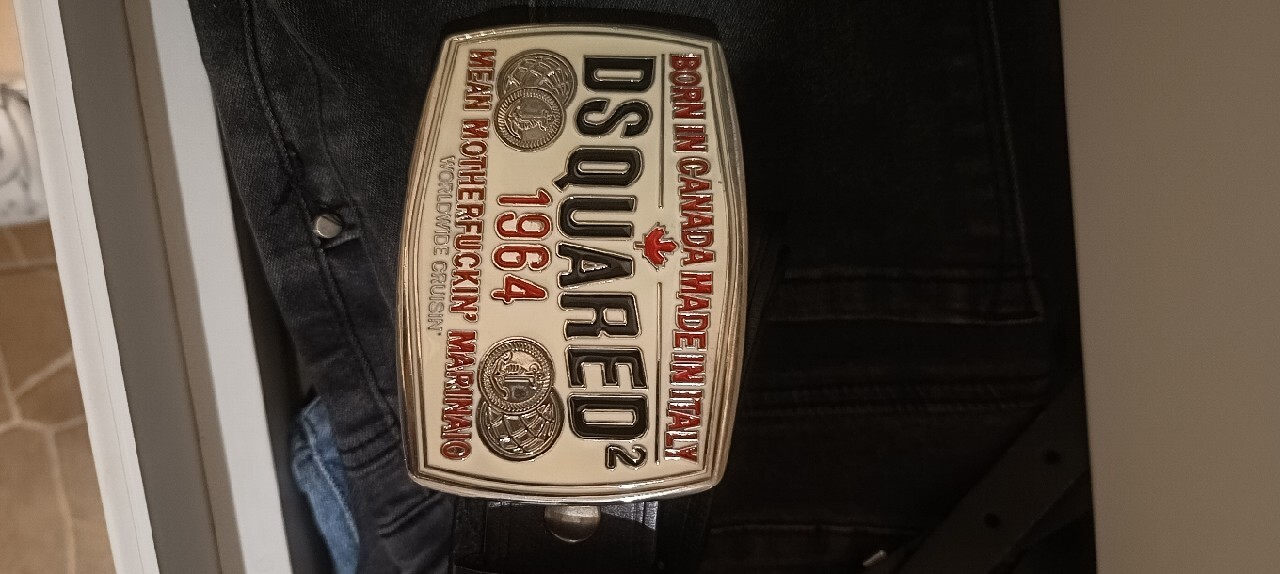 BORN IN CANADA MADE IN ITALY
DSQUARED²
1964
MEAN MOTHERFUCKIN' MARINAIO
WORLDWIDE CRUISIN'